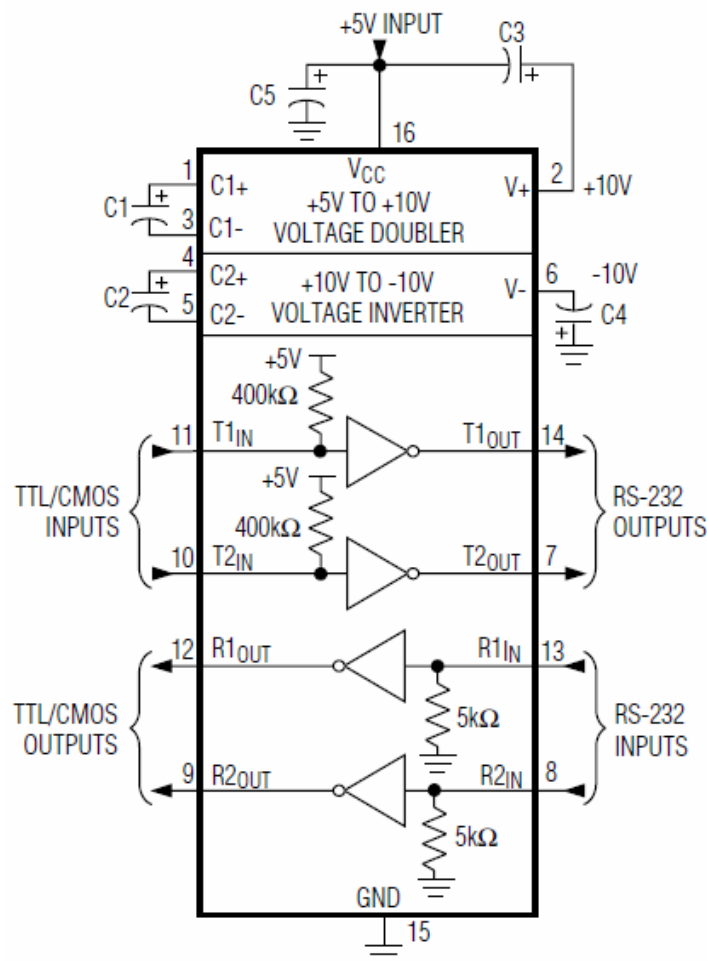 +5V INPUT
C3
+
C5
+
16
1
C1+
VCC
V+
2
+10V
C1
+
+5V TO +10V
3
C1-
VOLTAGE DOUBLER
4
C2+
+10V TO -10V
V-
6
-10V
C2
+
5
C2-
VOLTAGE INVERTER
C4
+
+5V
400kΩ
11
T1IN
T1OUT
14
TTL/CMOS
INPUTS
+5V
400kΩ
RS-232
OUTPUTS
10
T2IN
T2OUT
7
12
R1OUT
R1IN
13
TTL/CMOS
OUTPUTS
5kΩ
RS-232
INPUTS
9
R2OUT
R2IN
8
5kΩ
GND
15